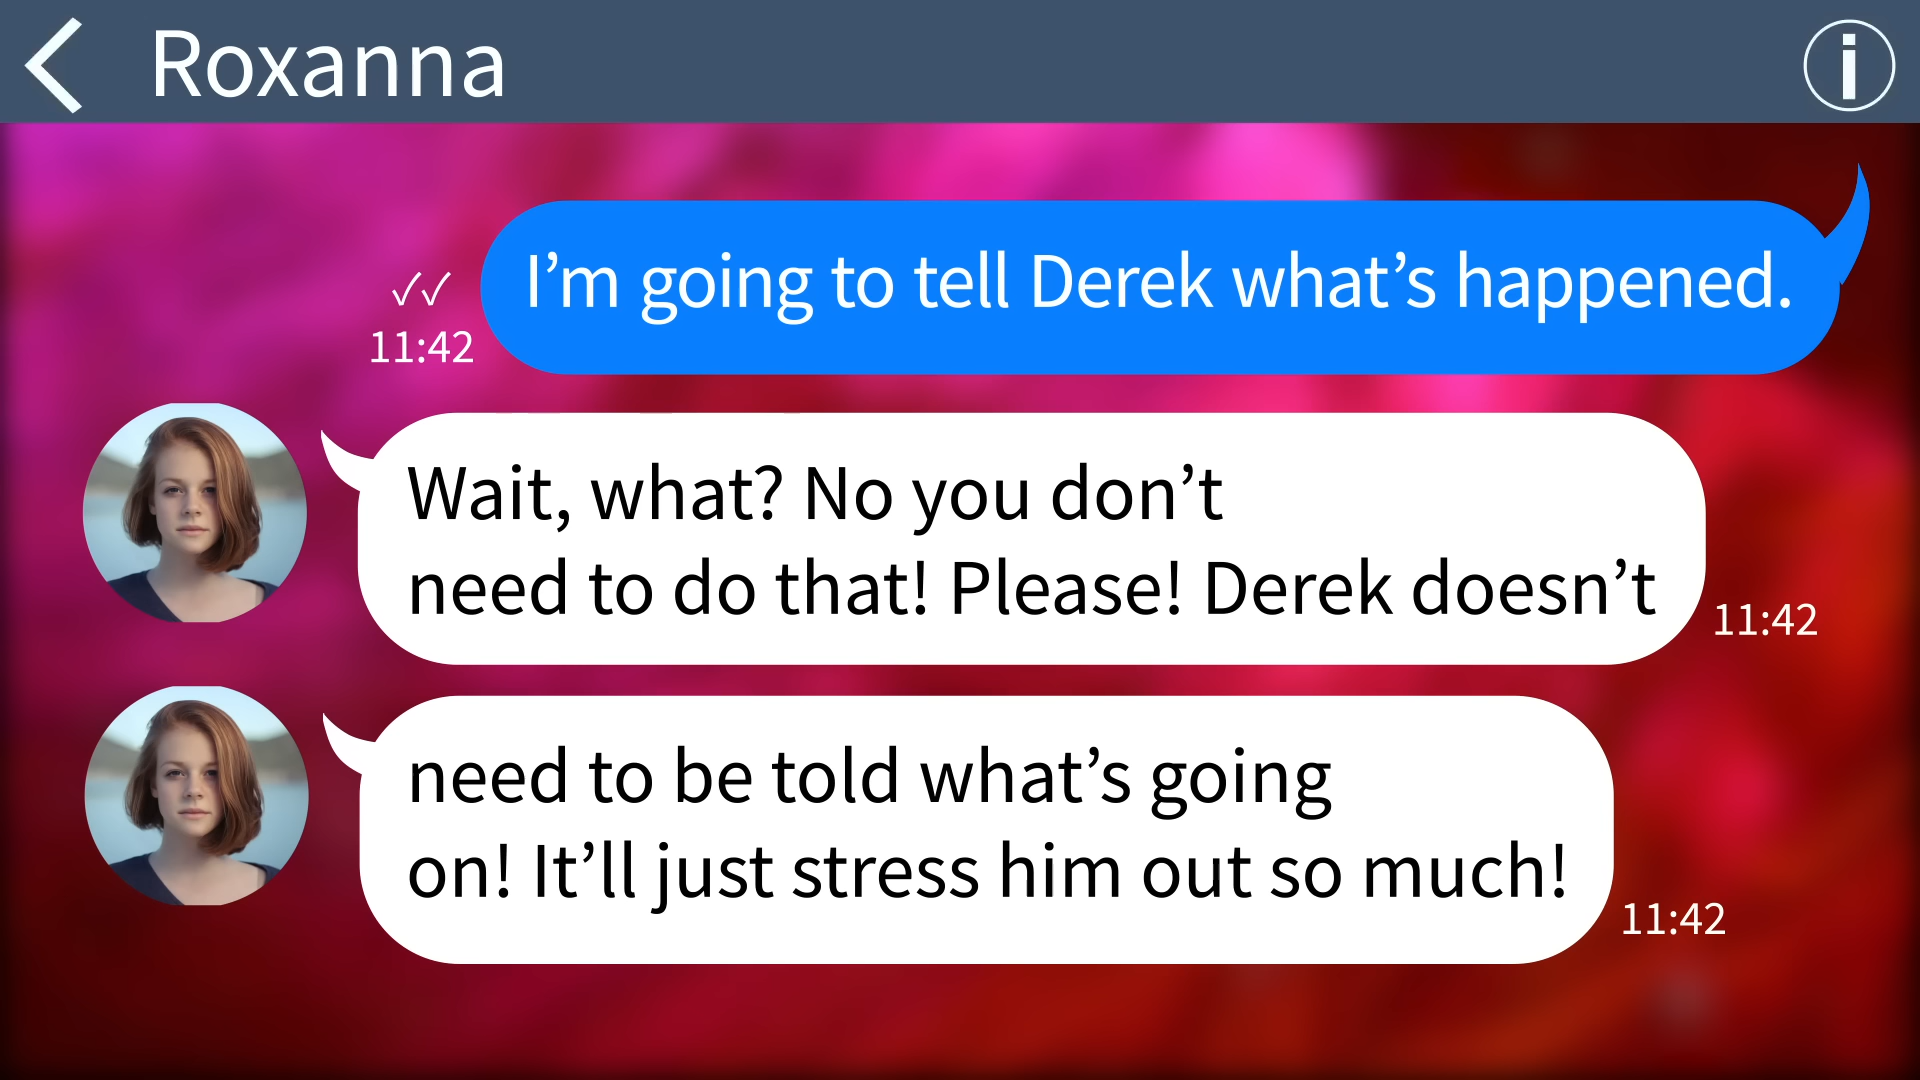 Roxanna
I’m going to tell Derek what’s happened.
✓✓
11:42
Wait, what? No you don’t
need to do that! Please! Derek doesn’t
11:42
need to be told what’s going
on! It’ll just stress him out so much!
11:42